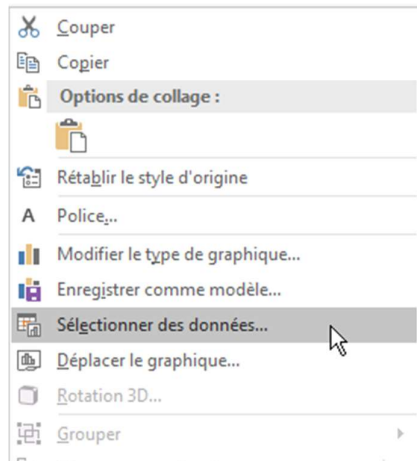 Couper
Copier
Options de collage :
Rétablir le style d'origine
A Police...
Modifier le type de graphique...
Enregistrer comme modèle...
Sélectionner des données...
Déplacer le graphique...
Rotation 3D...
Grouper